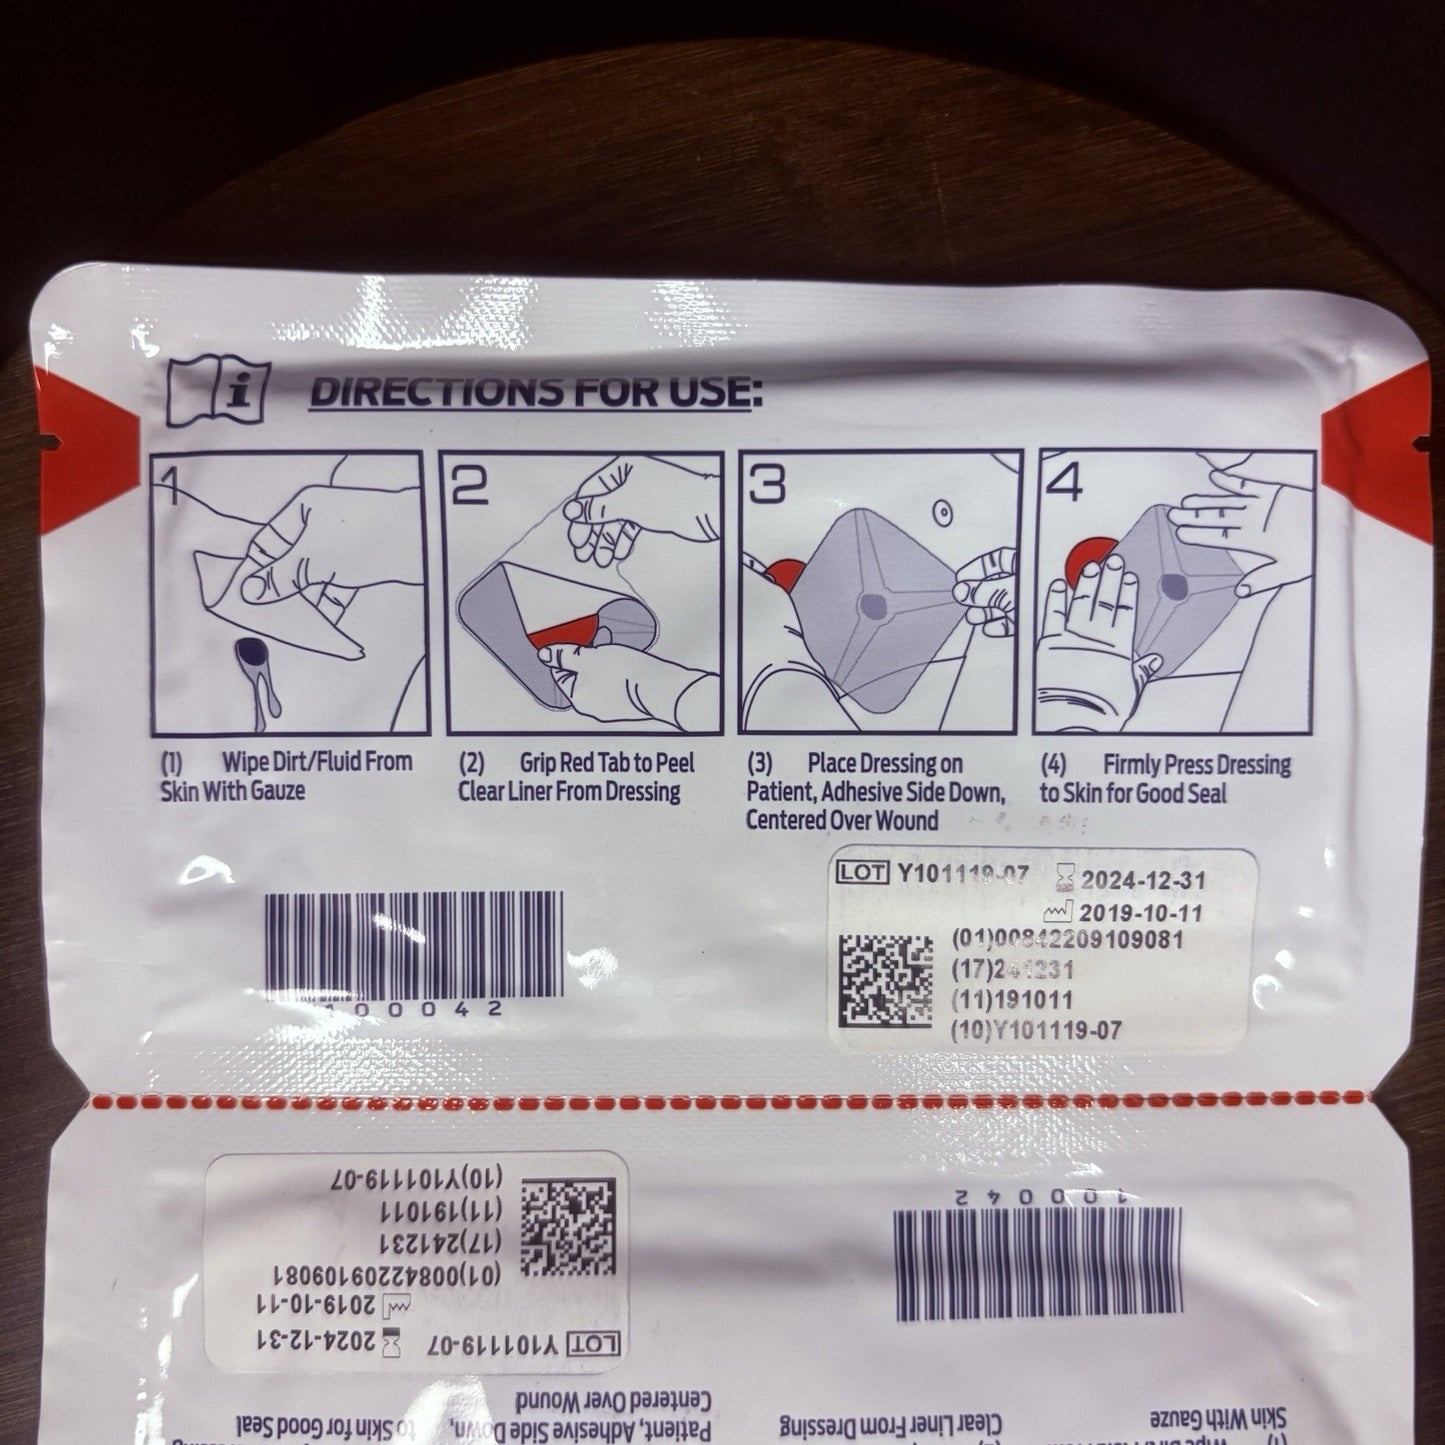 DIRECTIONS FOR USE:
1
2
3
4
(1) Wipe Dirt/Fluid From
Skin With Gauze
(2) Grip Red Tab to Peel
Clear Liner From Dressing
(3) Place Dressing on
Patient, Adhesive Side Down,
Centered Over Wound
(4) Firmly Press Dressing
to Skin for Good Seal
100042
LOT Y101119-07 2024-12-31
2019-10-11
(01)00842209109081
(17)241231
(11)191011
(10)Y101119-07
LOT Y101119-07 2024-12-31
2019-10-11
(01)00842209109081
(17)241231
(11)191011
(10)Y101119-07
100042
Skin With Gauze
Clear Liner From Dressing
Patient, Adhesive Side Down,
Centered Over Wound
to Skin for Good Seal